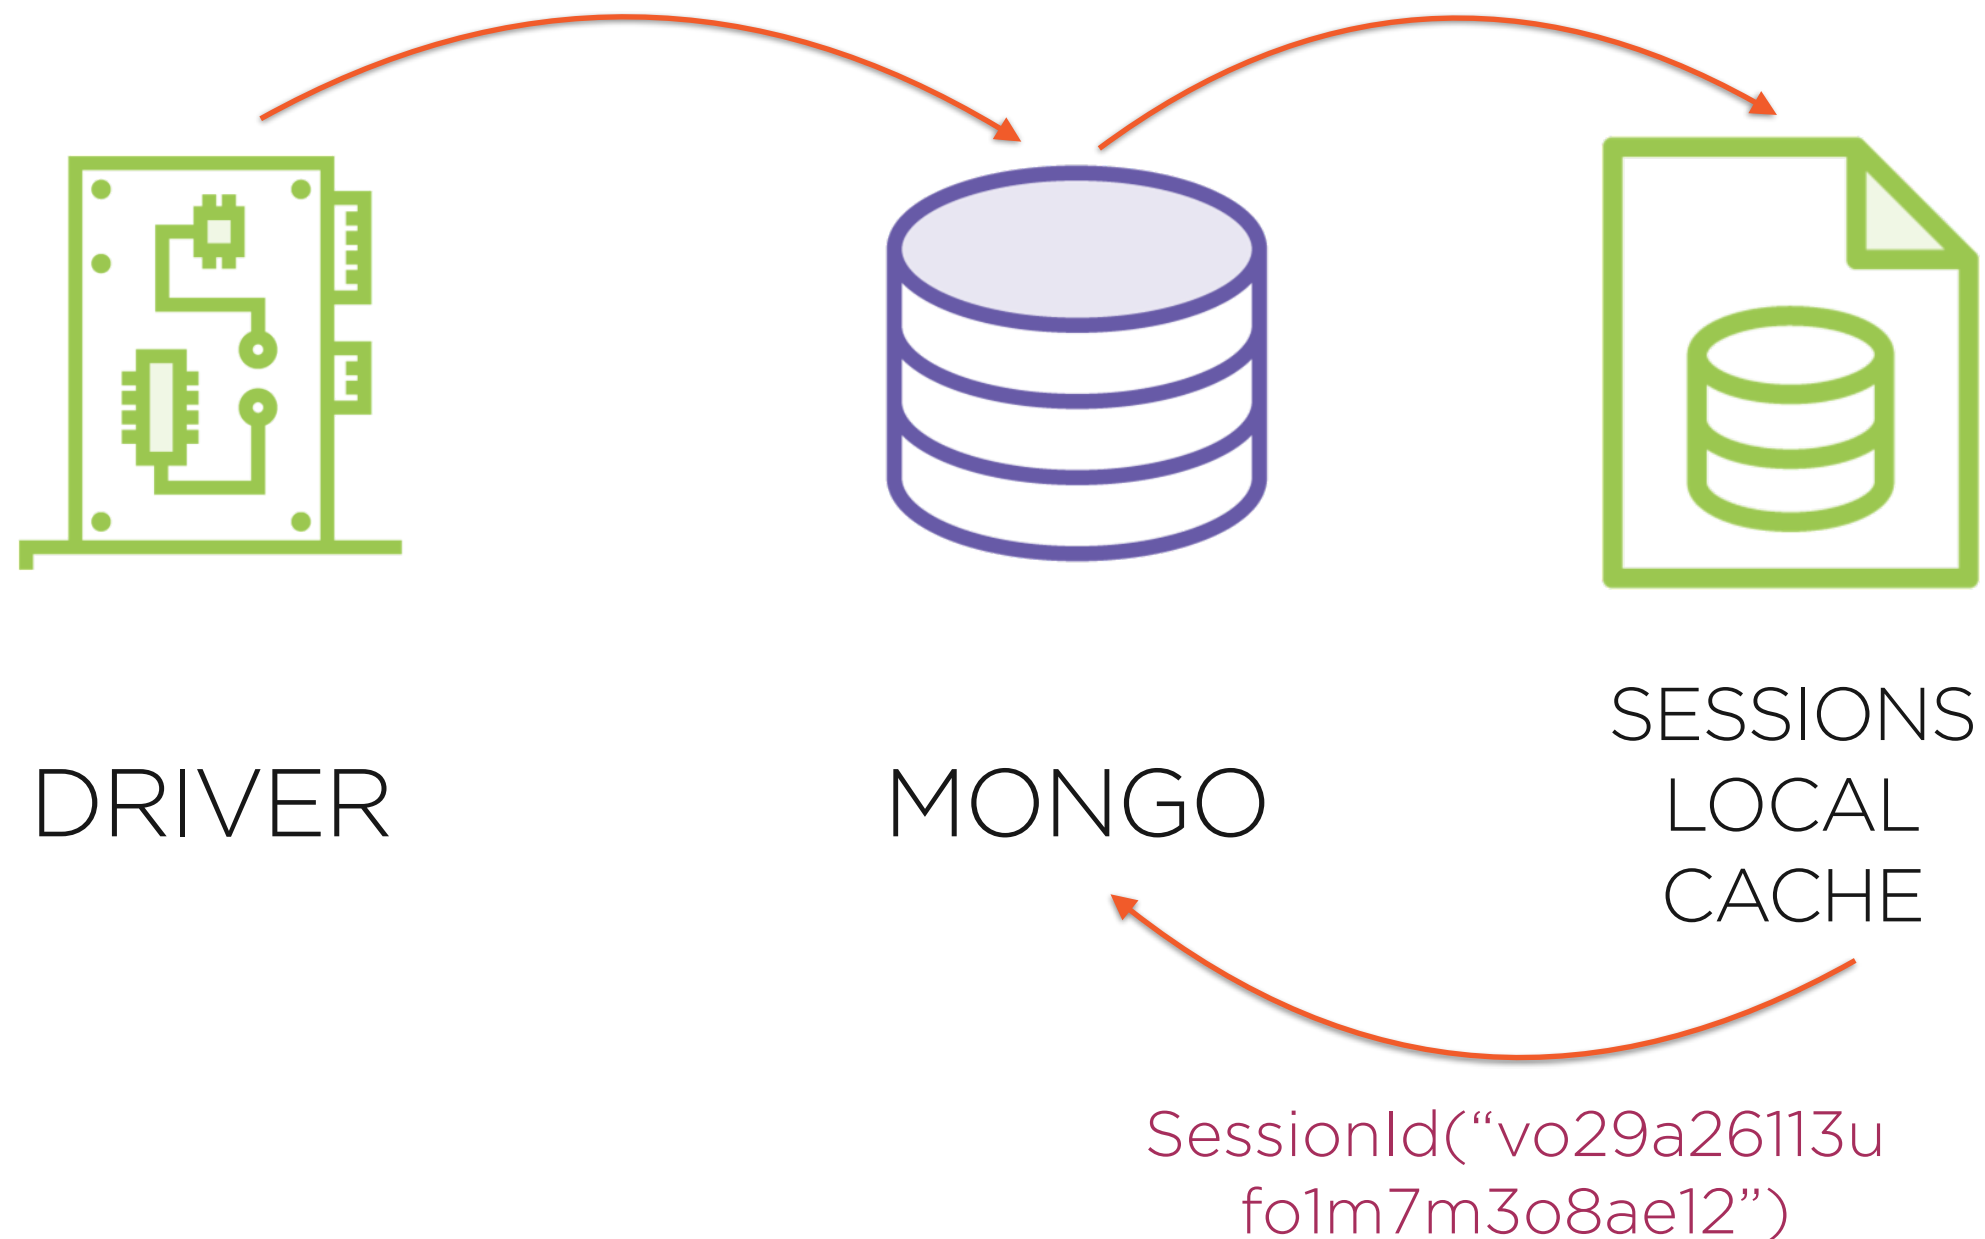 DRIVER
MONGO
SESSIONS
LOCAL
CACHE
SessionId(“vo29a26113u
fo1m7m3o8ae12”)